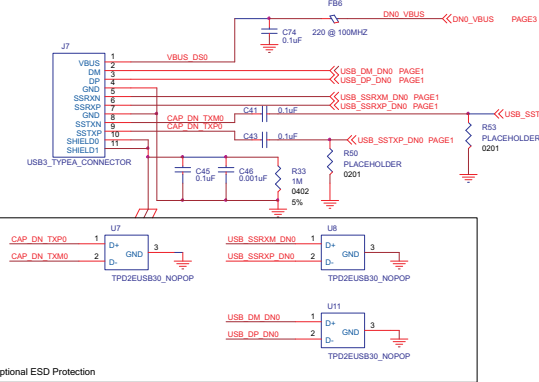 FB6
DN0_VBUS
DN0_VBUS PAGE3
C74
0.1uF
220 @ 100MHZ
J7
VBUS_DS0
VBUS 1
DM 2
DP 3
GND 4
SSRXN 5
SSRXP 6
GND 7
SSTXN 8
SSTXP 9
SHIELD0 10
SHIELD1 11
USB3_TYPEA_CONNECTOR
USB_DM_DN0 PAGE1
USB_DP_DN0 PAGE1
USB_SSRXM_DN0 PAGE1
USB_SSRXP_DN0 PAGE1
CAP_DN_TXM0
C41 0.1uF
USB_SST
CAP_DN_TXP0
C43 0.1uF
USB_SSTXP_DN0 PAGE1
R53
PLACEHOLDER
0201
R50
PLACEHOLDER
0201
C45
0.1uF
C46
0.001uF
R33
1M
0402
5%
U7
CAP_DN_TXP0 1 D+
CAP_DN_TXM0 2 D-
GND 3
TPD2EUSB30_NOPOP
U8
USB_SSRXM_DN0 1 D+
USB_SSRXP_DN0 2 D-
GND 3
TPD2EUSB30_NOPOP
U11
USB_DM_DN0 1 D+
USB_DP_DN0 2 D-
GND 3
TPD2EUSB30_NOPOP
ptional ESD Protection